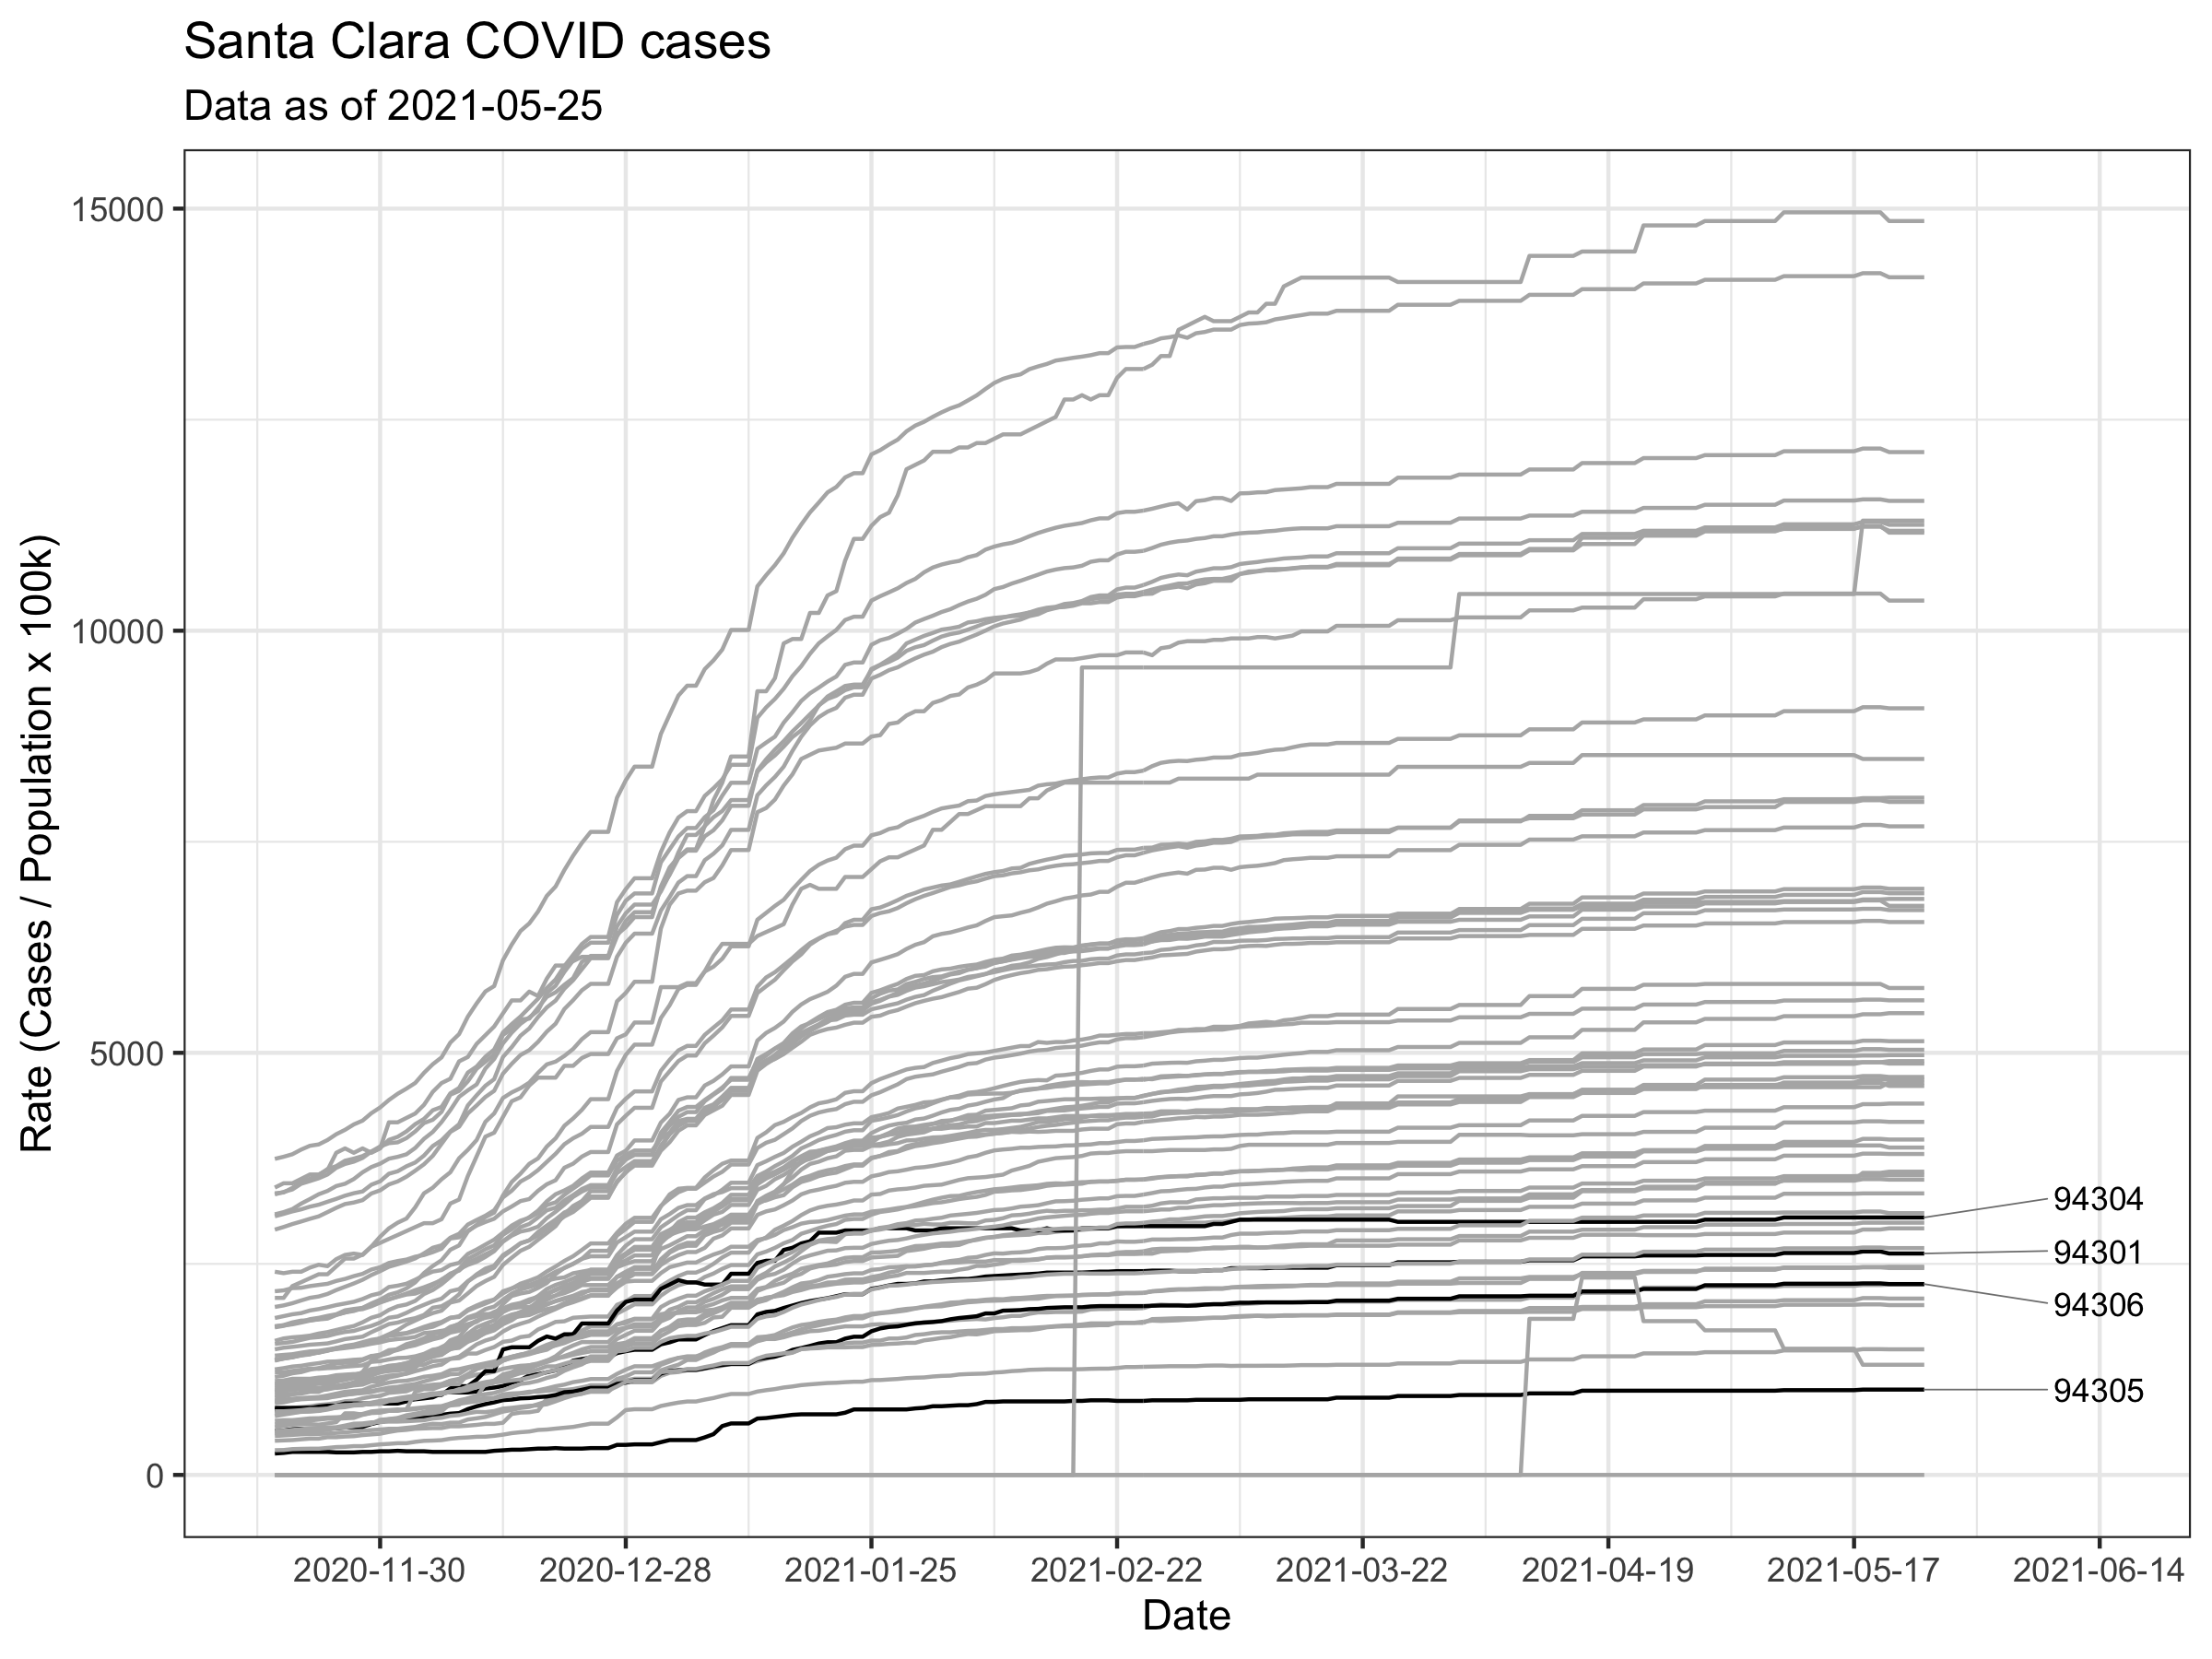 Santa Clara COVID cases
Data as of 2021-05-25
Rate (Cases / Population x 100k)
15000
10000
5000
0
94304
94301
94306
94305
2020-11-30 2020-12-28 2021-01-25 2021-02-22 2021-03-22 2021-04-19 2021-05-17 2021-06-14
Date